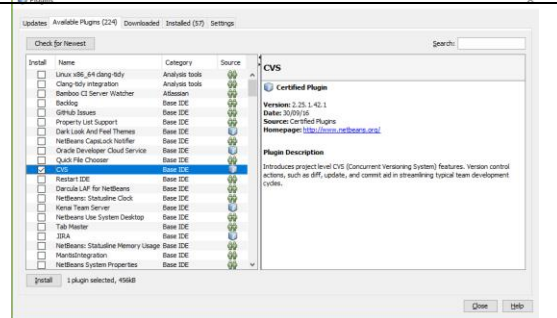 Updates Available Plugins (224) Downloaded Installed (57) Settings
Check for Newest
Search:
Install Name Category Source
Linux x86_64 clang-tidy Analysis tools
Clang-tidy integration Analysis tools
Bamboo CI Server Watcher Atlassian
Backlog Base IDE
GitHub Issues Base IDE
Property List Support Base IDE
Dark Look And Feel Themes Base IDE
NetBeans CapsLock Notifier Base IDE
Oracle Developer Cloud Service Base IDE
Quick File Chooser Base IDE
CVS Base IDE
Restart IDE Base IDE
Darcula LAF for NetBeans Base IDE
NetBeans: Statusline Clock Base IDE
Kenai Team Server Base IDE
Netbeans Use System Desktop Base IDE
Tab Master Base IDE
JIRA Base IDE
NetBeans: Statusline Memory Usage Base IDE
MantisIntegration Base IDE
NetBeans System Properties Base IDE
CVS
Certified Plugin
Version: 2.25.1.42.1
Date: 30/09/16
Source: Certified Plugins
Homepage: http://www.netbeans.org/
Plugin Description
Introduces project level CVS (Concurrent Versioning System) features. Version control
actions, such as diff, update, and commit aid in streamlining typical team development
cycles.
Install 1 plugin selected, 456kB
Close Help